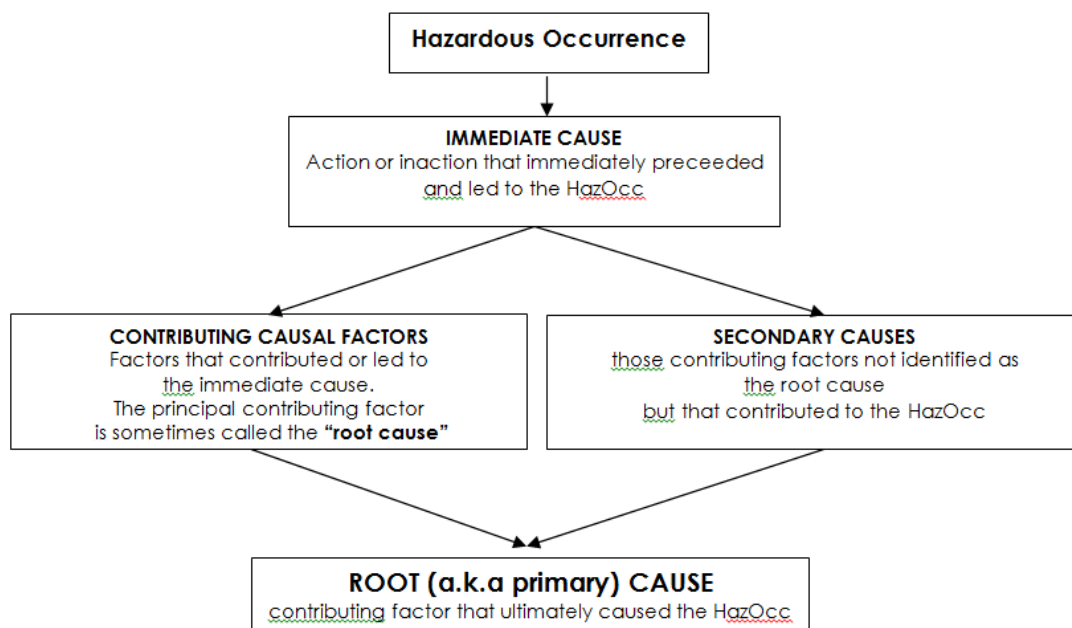 Hazardous Occurrence
IMMEDIATE CAUSE
Action or inaction that immediately preceeded
and led to the HazOcc
CONTRIBUTING CAUSAL FACTORS
Factors that contributed or led to
the immediate cause.
The principal contributing factor
is sometimes called the “root cause”
SECONDARY CAUSES
those contributing factors not identified as
the root cause
but that contributed to the HazOcc
ROOT (a.k.a primary) CAUSE
contributing factor that ultimately caused the HazOcc